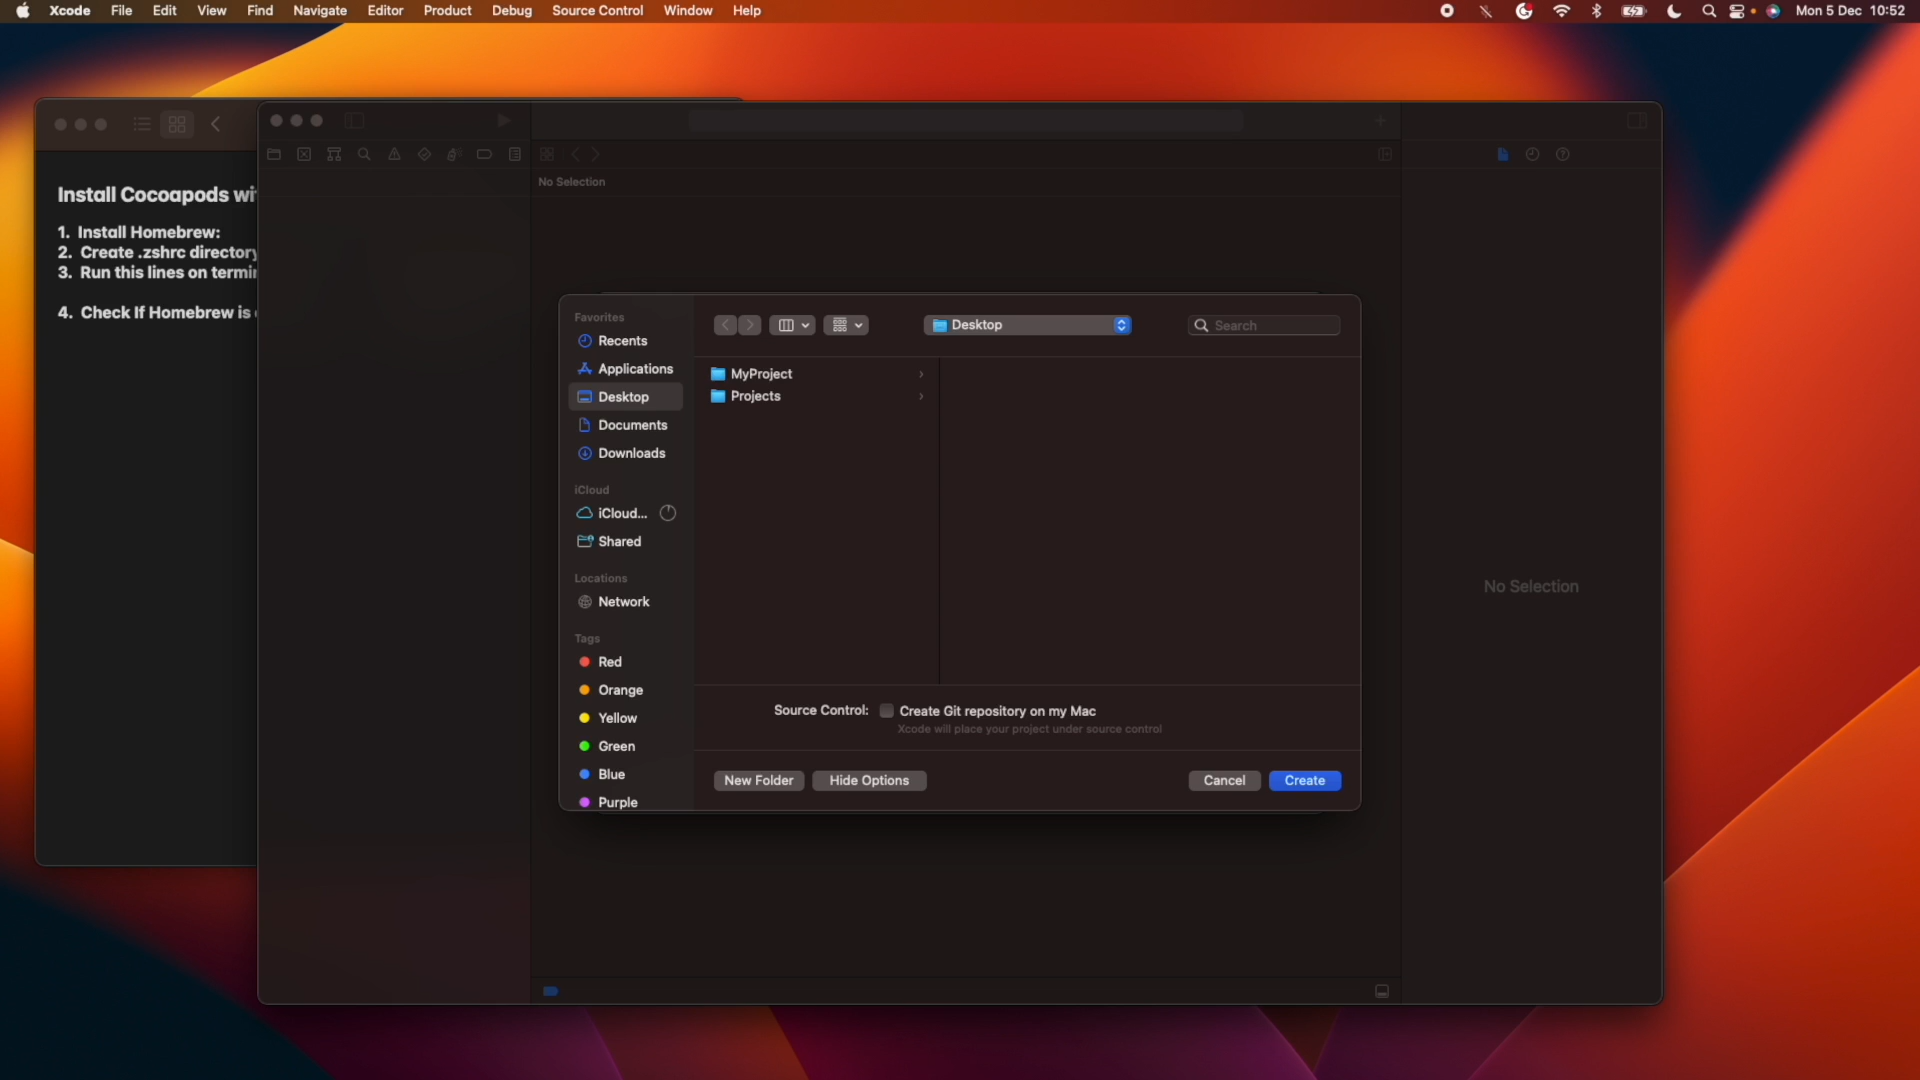 Xcode File Edit View Find Navigate Editor Product Debug Source Control Window Help Mon 5 Dec 10:52
Install Cocoapods wi
1. Install Homebrew:
2. Create .zshrc directory
3. Run this lines on termi
4. Check If Homebrew is
No Selection
Favorites
Recents
Applications
Desktop
Documents
Downloads
iCloud
iCloud...
Shared
Locations
Network
Tags
Red
Orange
Yellow
Green
Blue
Purple
Desktop
Search
MyProject
Projects
Source Control: Create Git repository on my Mac
Xcode will place your project under source control
New Folder Hide Options Cancel Create
No Selection